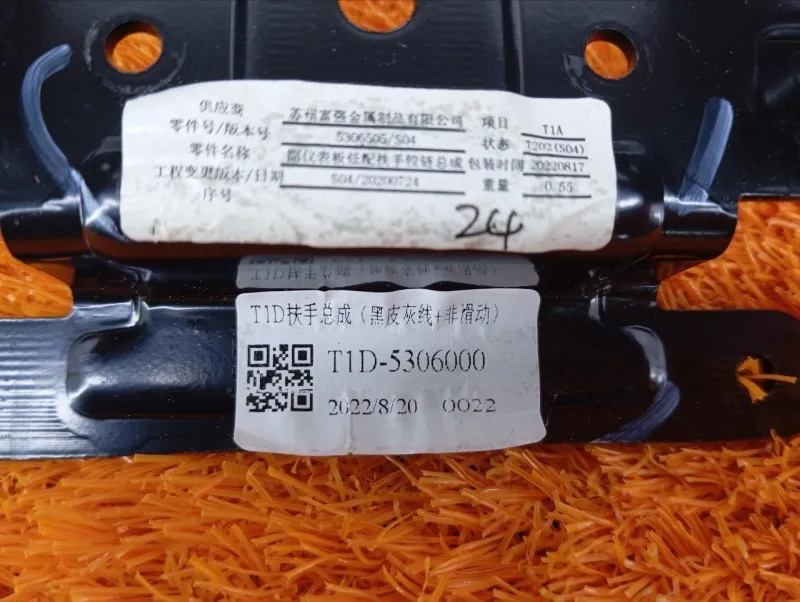 供应商 苏州富强金属制品有限公司 项目 T1A
零件号/版本号 5306505/S04 状态 T202(S04)
零件名称 副仪表板任配扶手铰链总成 包装时间 20220817
工程变更版本/日期 S04/20200724 重量 0.55
序号
24
T1D扶手总成（黑皮灰线+非滑动）
T1D-5306000
2022/8/20 0022